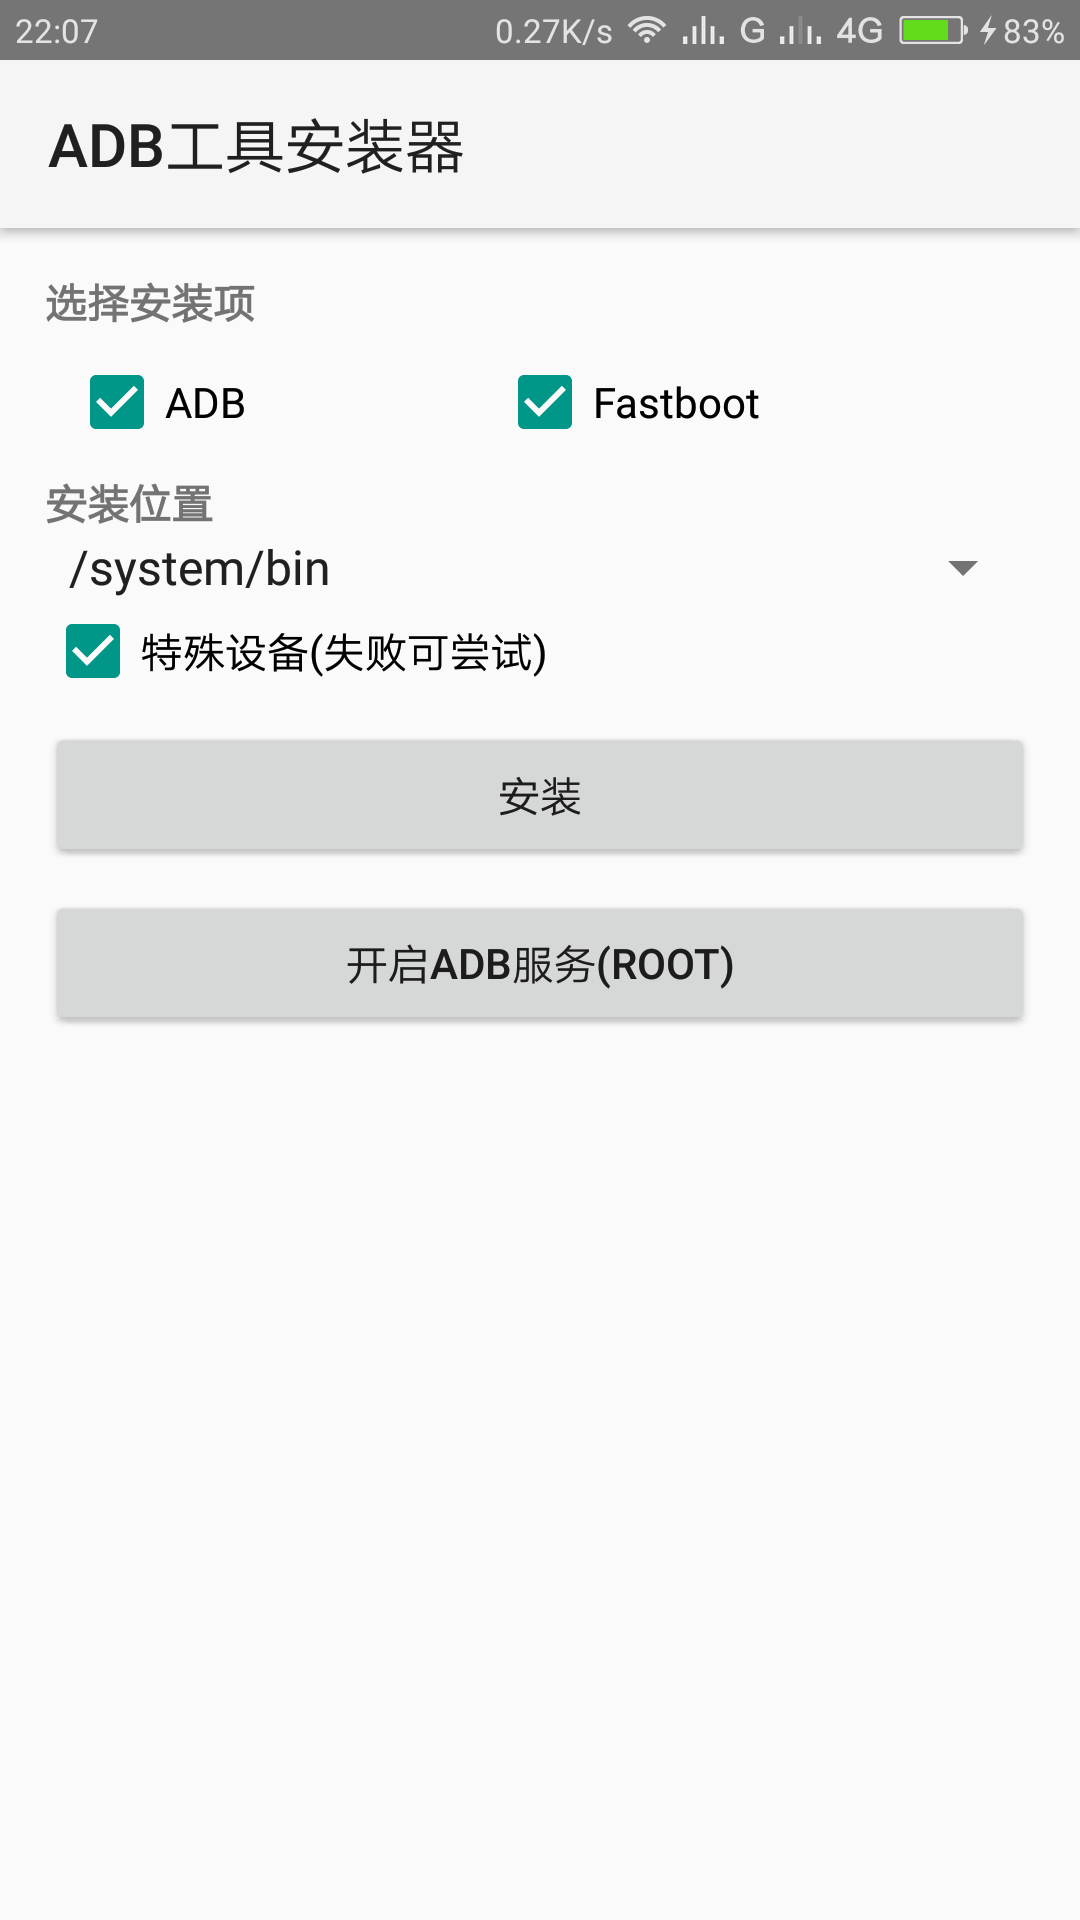 22:07 0.27K/s G 4G 83%
ADB工具安装器
选择安装项
ADB Fastboot
安装位置
/system/bin
特殊设备(失败可尝试)
安装
开启ADB服务(ROOT)